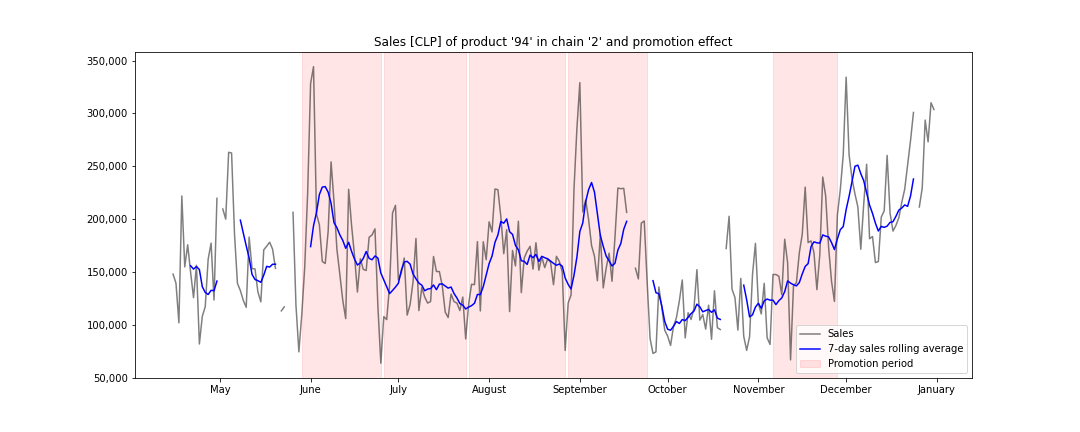 Sales [CLP] of product '94' in chain '2' and promotion effect
350,000
300,000
250,000
200,000
150,000
100,000
50,000
May June July August September October November December January
Sales
7-day sales rolling average
Promotion period